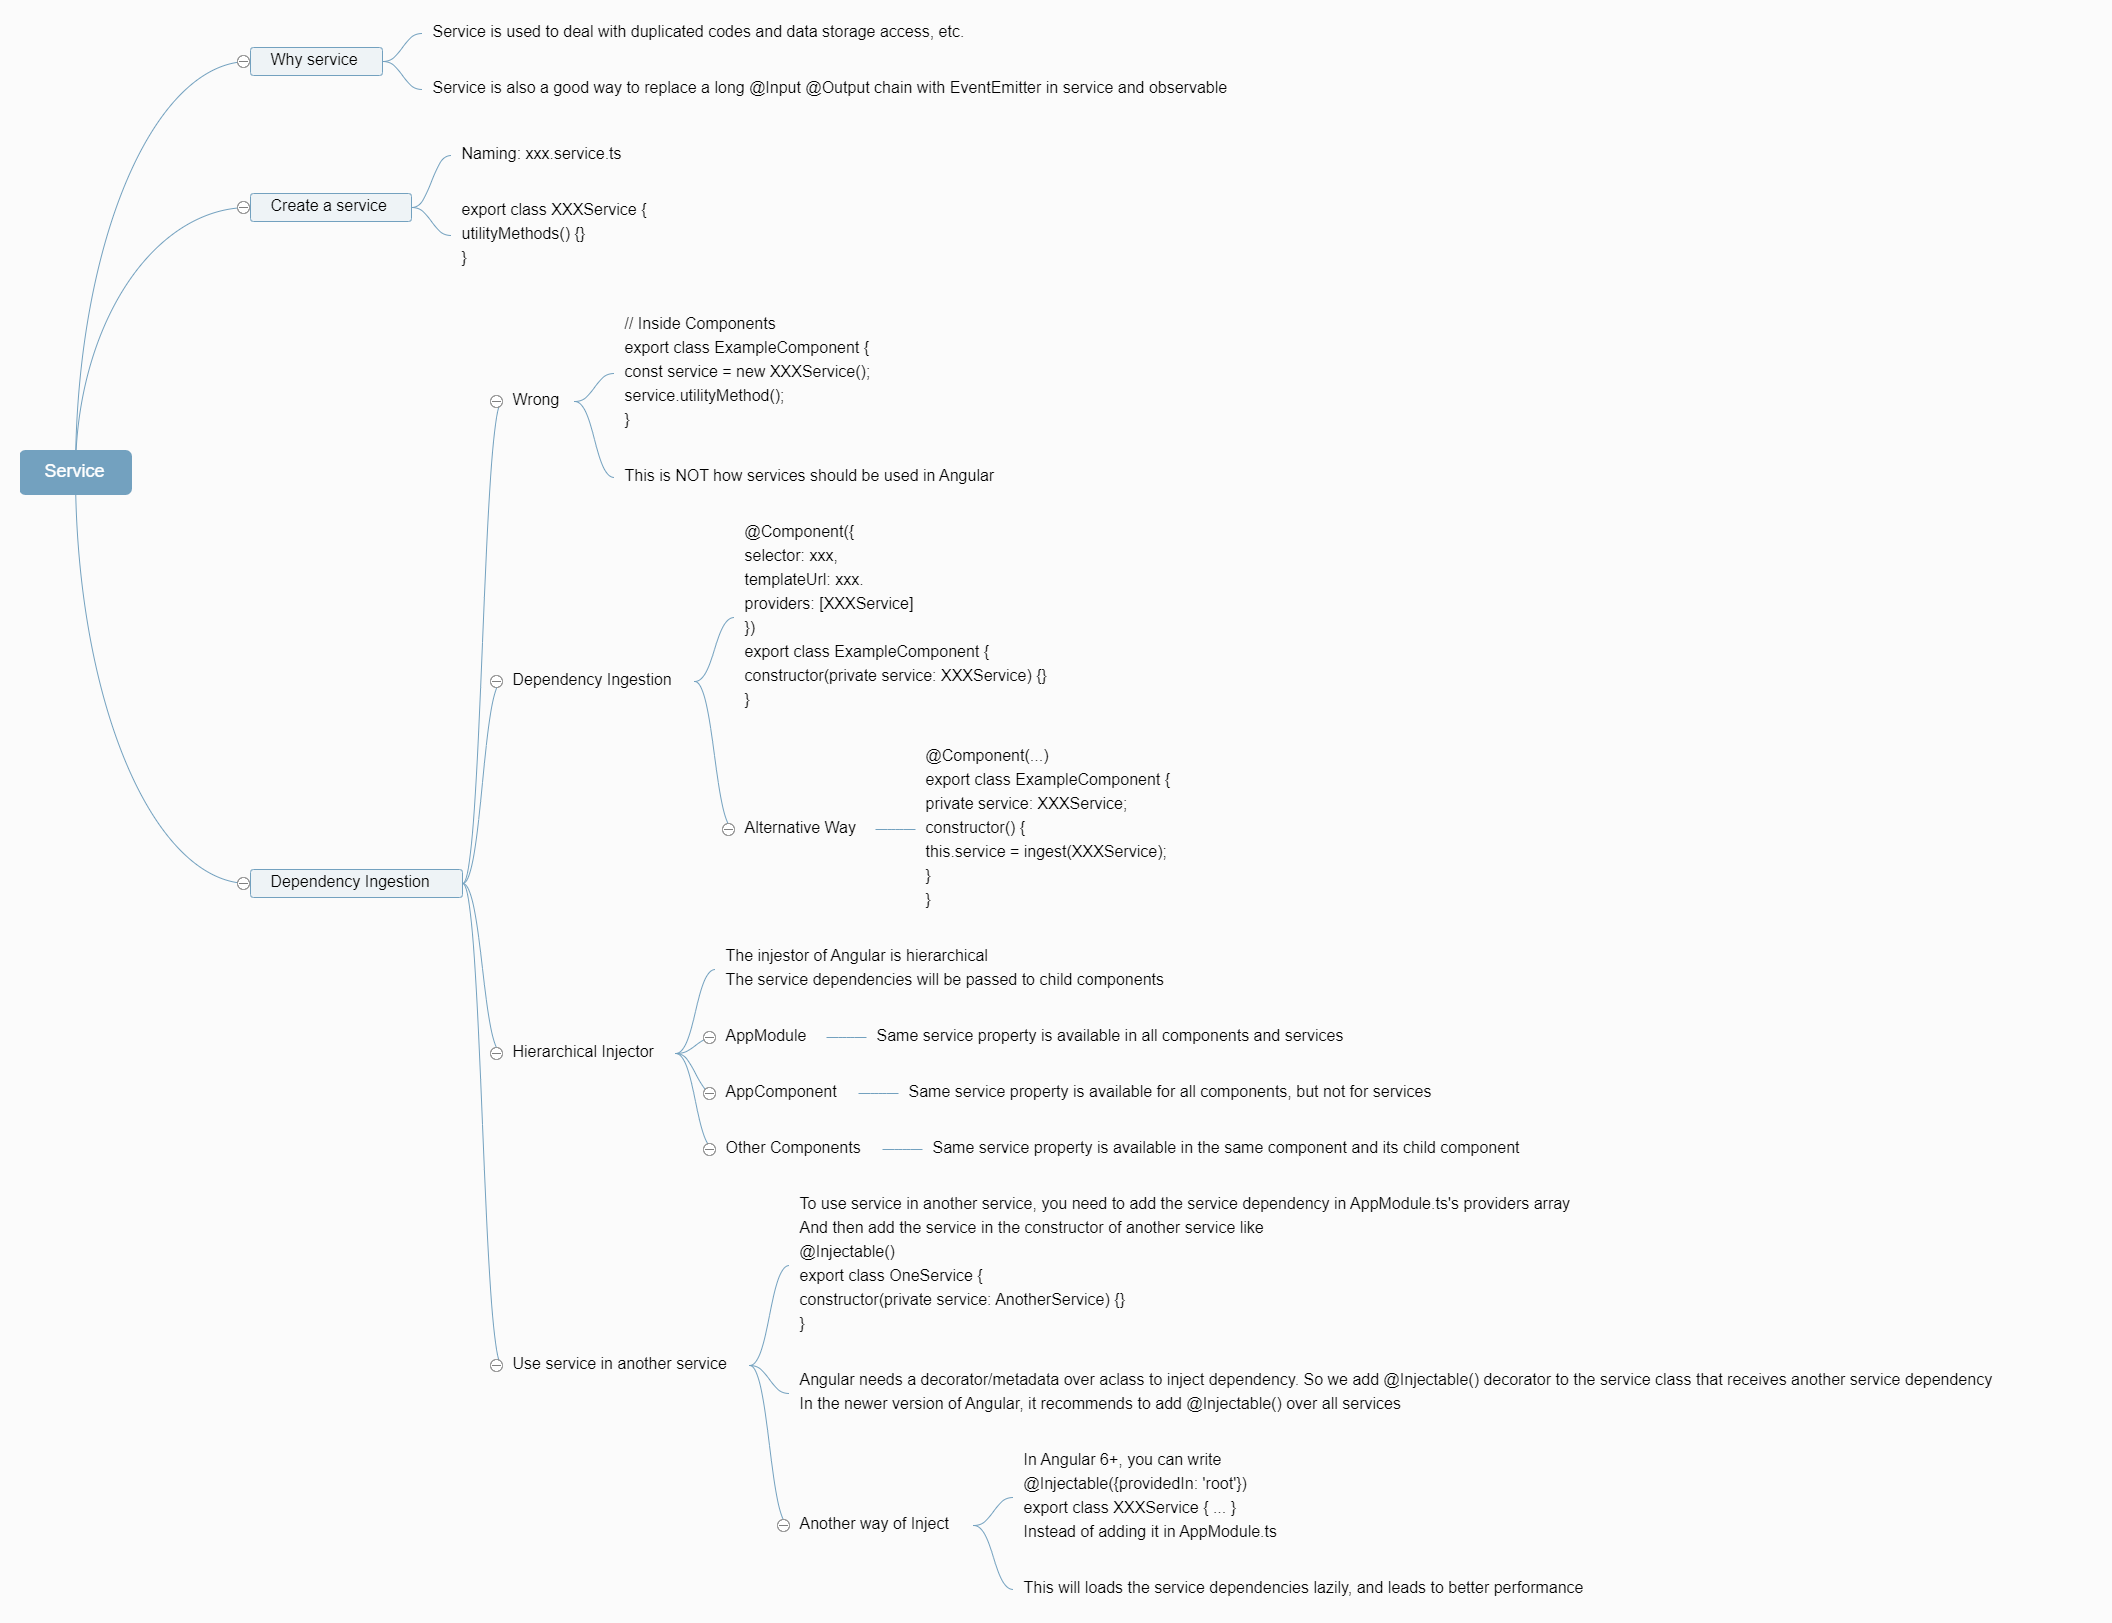 Service
Why service
Service is used to deal with duplicated codes and data storage access, etc.
Service is also a good way to replace a long @Input @Output chain with EventEmitter in service and observable
Create a service
Naming: xxx.service.ts
export class XXXService {
utilityMethods() {}
}
Dependency Ingestion
Wrong
// Inside Components
export class ExampleComponent {
const service = new XXXService();
service.utilityMethod();
}
This is NOT how services should be used in Angular
Dependency Ingestion
@Component({
selector: xxx,
templateUrl: xxx.
providers: [XXXService]
})
export class ExampleComponent {
constructor(private service: XXXService) {}
}
Alternative Way
@Component(...)
export class ExampleComponent {
private service: XXXService;
constructor() {
this.service = ingest(XXXService);
}
}
Hierarchical Injector
The injestor of Angular is hierarchical
The service dependencies will be passed to child components
AppModule
Same service property is available in all components and services
AppComponent
Same service property is available for all components, but not for services
Other Components
Same service property is available in the same component and its child component
Use service in another service
To use service in another service, you need to add the service dependency in AppModule.ts's providers array
And then add the service in the constructor of another service like
@Injectable()
export class OneService {
constructor(private service: AnotherService) {}
}
Angular needs a decorator/metadata over aclass to inject dependency. So we add @Injectable() decorator to the service class that receives another service dependency
In the newer version of Angular, it recommends to add @Injectable() over all services
Another way of Inject
In Angular 6+, you can write
@Injectable({providedIn: 'root'})
export class XXXService { ... }
Instead of adding it in AppModule.ts
This will loads the service dependencies lazily, and leads to better performance